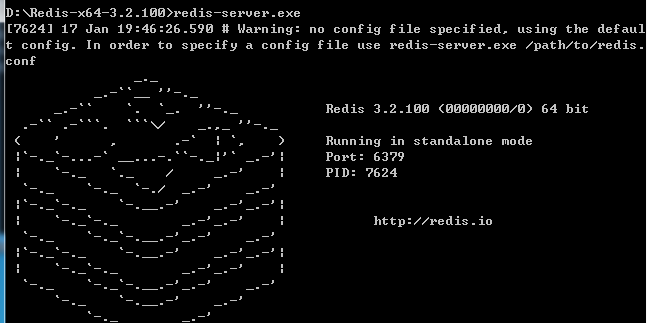 D:\Redis-x64-3.2.100>redis-server.exe
[7624] 17 Jan 19:46:26.590 # Warning: no config file specified, using the defaul
t config. In order to specify a config file use redis-server.exe /path/to/redis.
conf
Redis 3.2.100 (00000000/0) 64 bit
Running in standalone mode
Port: 6379
PID: 7624
http://redis.io